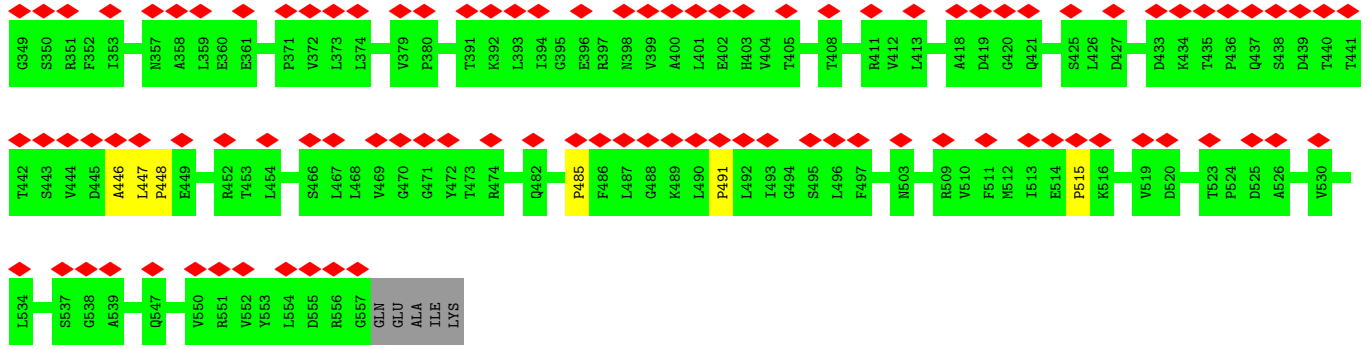 G349 S350 R351 F352 I353 N357 A358 L359 E360 E361 P371 V372 L373 L374 V379 P380 T391 K392 L393 I394 G395 E396 R397 N398 V399 A400 L401 E402 H403 V404 T405 T408 R411 V412 L413 A418 D419 G420 Q421 S425 L426 D427 D433 K434 T435 P436 Q437 S438 D439 T440 T441
T442 S443 V444 D445 A446 L447 P448 E449 R452 T453 L454 S466 L467 L468 V469 G470 G471 Y472 T473 R474 Q482 P485 F486 L487 G488 K489 L490 P491 L492 I493 G494 S495 L496 F497 N503 R509 V510 F511 M512 I513 E514 P515 K516 V519 D520 T523 P524 D525 A526 V530
L534 S537 G538 A539 Q547 V550 R551 V552 Y553 L554 D555 R556 G557 GLN GLU ALA ILE LYS